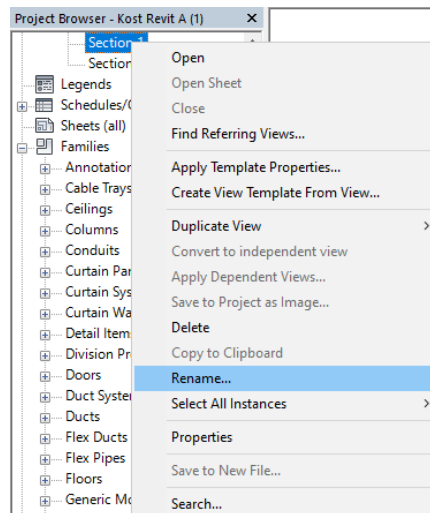 Project Browser - Kost Revit A (1)
Section 1
Section
Legends
Schedules/
Sheets (all)
Families
Annotation
Cable Trays
Ceilings
Columns
Conduits
Curtain Pa
Curtain Sys
Curtain Wa
Detail Item
Division Pr
Doors
Duct Syste
Ducts
Flex Ducts
Flex Pipes
Floors
Generic Mo
Open
Open Sheet
Close
Find Referring Views...
Apply Template Properties...
Create View Template From View...
Duplicate View
Convert to independent view
Apply Dependent Views...
Save to Project as Image...
Delete
Copy to Clipboard
Rename...
Select All Instances
Properties
Save to New File...
Search...